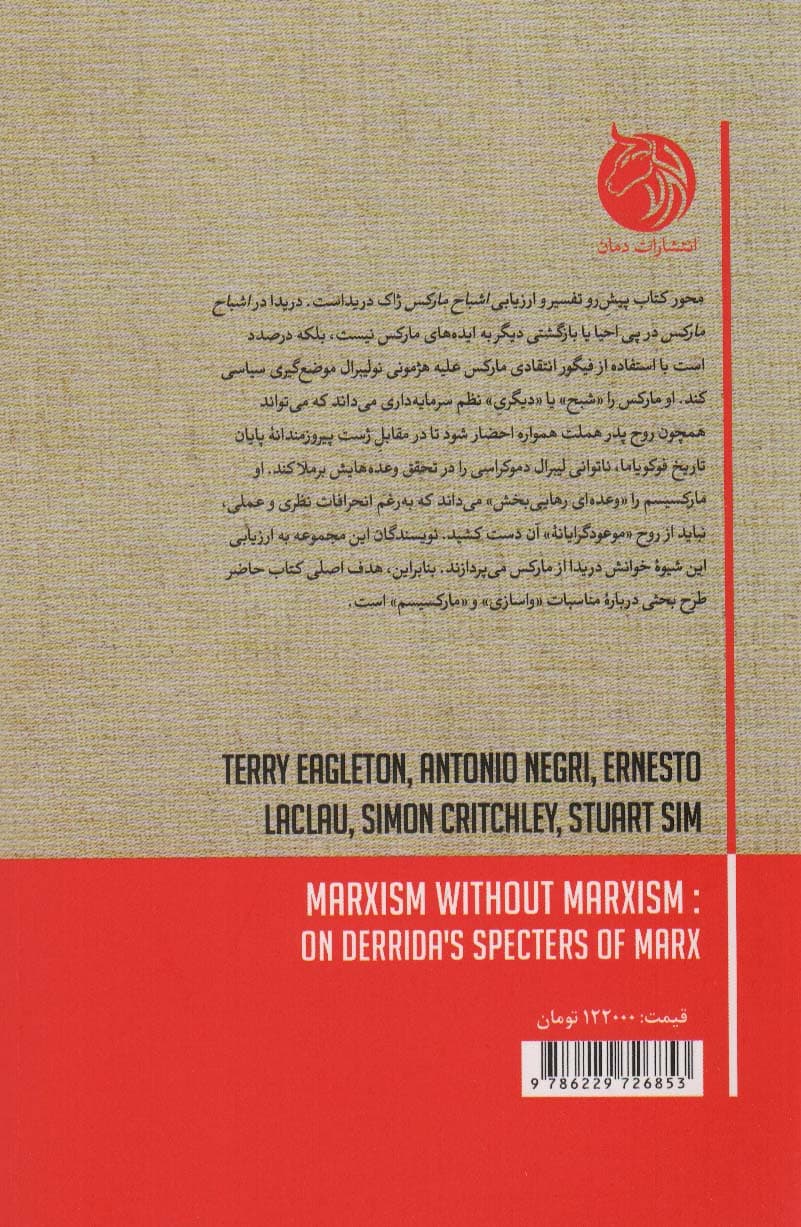 انتشارات دمان
محور کتاب پیش‌رو تفسیر و ارزیابی اشباح مارکس ژاک دریداست. دریدا در اشباح
مارکس در پی احیا یا بازگشتی دیگر به ایده‌های مارکس نیست، بلکه درصدد
است با استفاده از فیگور انتقادی مارکس علیه هژمونی نولیبرال موضع‌گیری سیاسی
کند. او مارکس را «شبح» یا «دیگریِ» نظم سرمایه‌داری می‌داند که می‌تواند
همچون روح پدر هملت همواره احضار شود تا در مقابل ژست پیروزمندانهٔ پایان
تاریخ فوکویاما، ناتوانی لیبرال دموکراسی را در تحقق وعده‌هایش برملا کند. او
مارکسیسم را «وعده‌ای رهایی‌بخش» می‌داند که به‌رغم انحرافات نظری و عملی،
نباید از روح «موعودگرایانهٔ» آن دست کشید. نویسندگان این مجموعه به ارزیابی
این شیوهٔ خوانش دریدا از مارکس می‌پردازند. بنابراین، هدف اصلی کتاب حاضر
طرح بحثی دربارهٔ مناسبات «واسازی» و «مارکسیسم» است.
TERRY EAGLETON, ANTONIO NEGRI, ERNESTO
LACLAU, SIMON CRITCHLEY, STUART SIM
MARXISM WITHOUT MARXISM :
ON DERRIDA'S SPECTERS OF MARX
قیمت: ۱۲۲۰۰۰ تومان
9 786229 726853